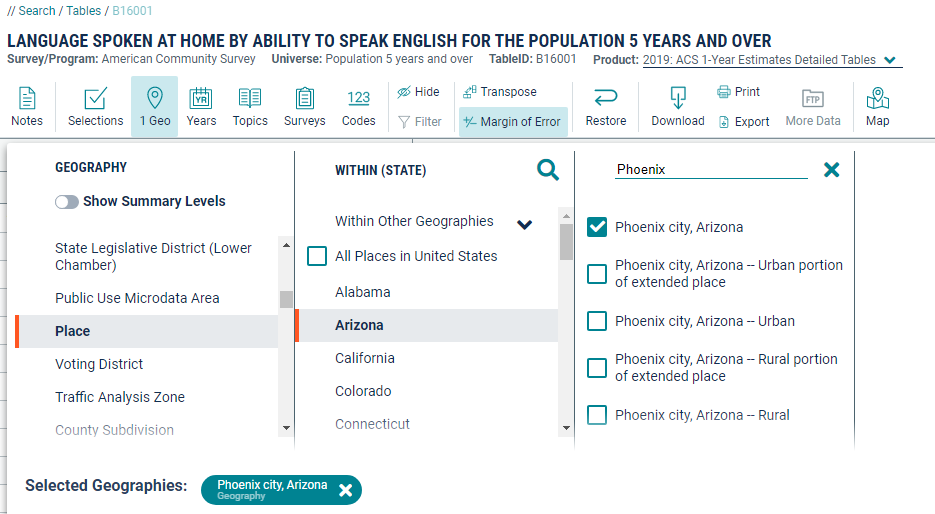 // Search / Tables / B16001
LANGUAGE SPOKEN AT HOME BY ABILITY TO SPEAK ENGLISH FOR THE POPULATION 5 YEARS AND OVER
Survey/Program: American Community Survey Universe: Population 5 years and over TableID: B16001 Product: 2019: ACS 1-Year Estimates Detailed Tables
Notes Selections 1 Geo Years Topics Surveys Codes Hide Filter Transpose Margin of Error Restore Download Print Export More Data Map
YR 123 FTP
GEOGRAPHY
Show Summary Levels
State Legislative District (Lower
Chamber)
Public Use Microdata Area
Place
Voting District
Traffic Analysis Zone
County Subdivision
WITHIN (STATE)
Within Other Geographies
All Places in United States
Alabama
Arizona
California
Colorado
Connecticut
Phoenix
Phoenix city, Arizona
Phoenix city, Arizona -- Urban portion
of extended place
Phoenix city, Arizona -- Urban
Phoenix city, Arizona -- Rural portion
of extended place
Phoenix city, Arizona -- Rural
Selected Geographies: Phoenix city, Arizona
Geography